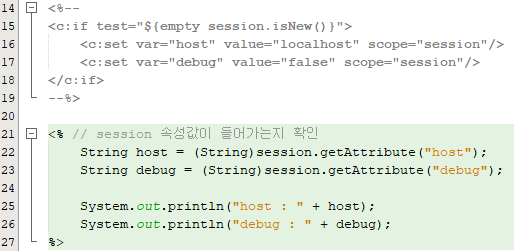 14 <%--
15 <c:if test="${empty session.isNew()}">
16     <c:set var="host" value="localhost" scope="session"/>
17     <c:set var="debug" value="false" scope="session"/>
18 </c:if>
19 --%>
20
21 <% // session 속성값이 들어가는지 확인
22     String host = (String)session.getAttribute("host");
23     String debug = (String)session.getAttribute("debug");
24
25     System.out.println("host : " + host);
26     System.out.println("debug : " + debug);
27 %>